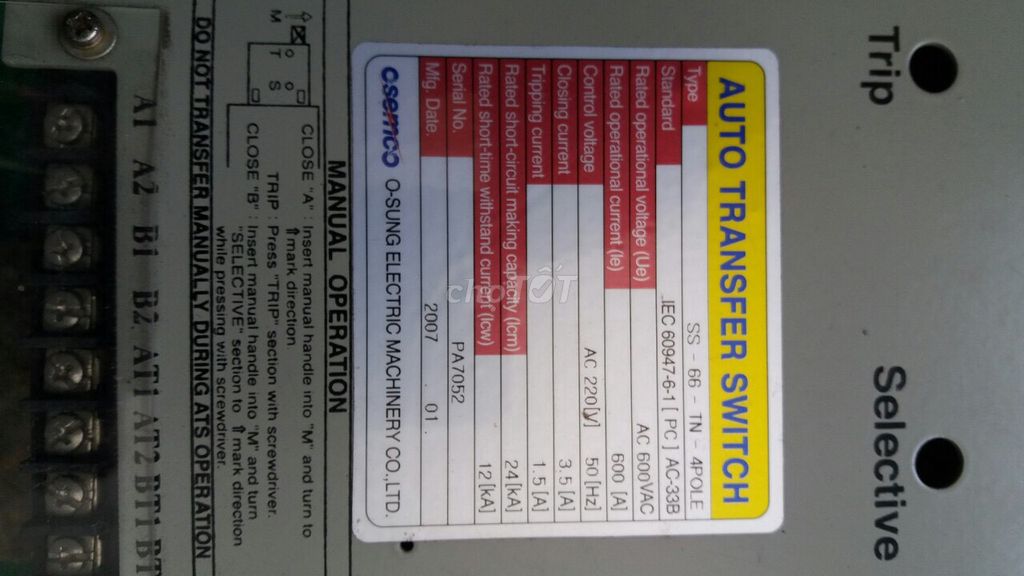 Trip
Selective
AUTO TRANSFER SWITCH
Type SS - 66 - TN - 4POLE
Standard IEC 60947-6-1 [ PC ] AC-33B
Rated operational voltage (Ue) AC 600VAC
Rated operational current (Ie) 600 [A]
Control voltage AC 220[V] 50 [Hz]
Closing current 3.5 [A]
Tripping current 1.5 [A]
Rated short-circuit making capacity (Icm) 24 [kA]
Rated short-time withstand current (Icw) 12 [kA]
Serial No. PA7052
Mfg. Date. 2007 . 01 .
osemco O-SUNG ELECTRIC MACHINERY CO.,LTD.
choTỐT
MANUAL OPERATION
M T S
CLOSE "A" : Insert manual handle into "M" and turn to
⇑mark direction.
TRIP : Press "TRIP" section with screwdriver.
CLOSE "B" : Insert manual handle into "M" and turn
"SELECTIVE" section to ⇑mark direction
while pressing with screwdriver.
DO NOT TRANSFER MANUALLY DURING ATS OPERATION
A1 A2 B1 B2 AT1 AT2 BT1 BT